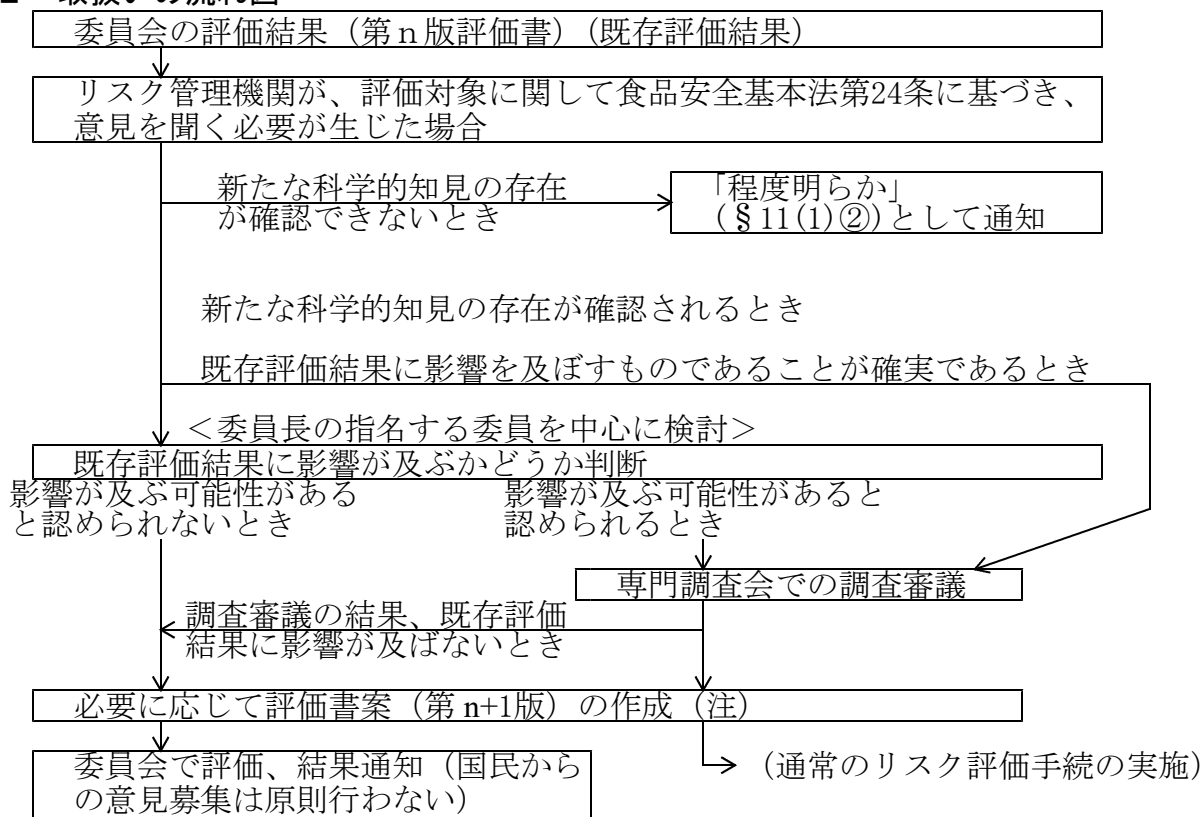 委員会の評価結果（第ｎ版評価書）（既存評価結果）
リスク管理機関が、評価対象に関して食品安全基本法第24条に基づき、
意見を聞く必要が生じた場合
新たな科学的知見の存在
が確認できないとき
「程度明らか」
(§11(1)②)として通知
新たな科学的知見の存在が確認されるとき
既存評価結果に影響を及ぼすものであることが確実であるとき
＜委員長の指名する委員を中心に検討＞
既存評価結果に影響が及ぶかどうか判断
影響が及ぶ可能性がある
と認められないとき
影響が及ぶ可能性があると
認められるとき
専門調査会での調査審議
調査審議の結果、既存評価
結果に影響が及ばないとき
必要に応じて評価書案（第 n+1版）の作成（注）
委員会で評価、結果通知（国民から
の意見募集は原則行わない）
（通常のリスク評価手続の実施）